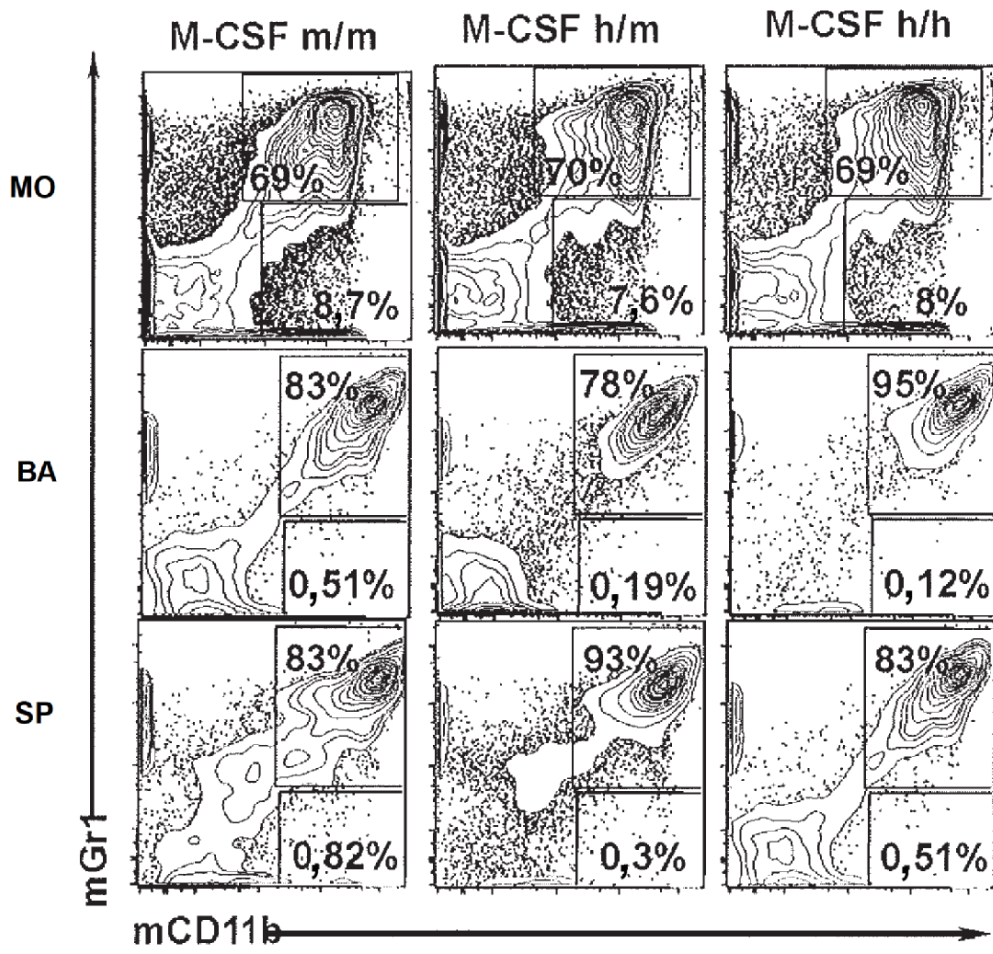 M-CSF m/m M-CSF h/m M-CSF h/h
MO
69% 70% 69%
8,7% 7,6% 8%
83% 78% 95%
BA
0,51% 0,19% 0,12%
83% 93% 83%
SP
0,82% 0,3% 0,51%
mGr1
mCD11b